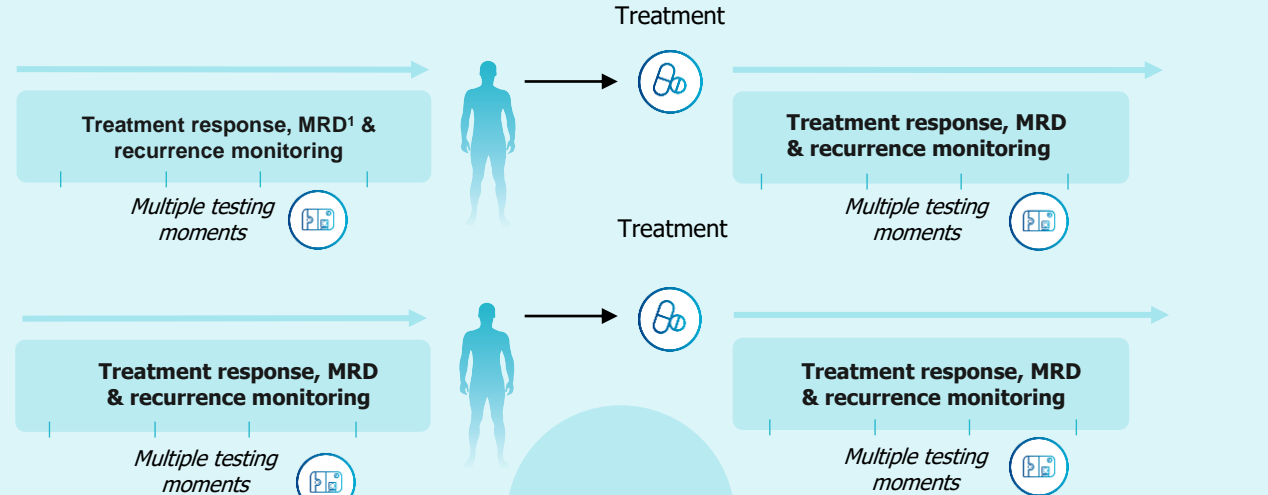 Treatment
Treatment response, MRD¹ &
recurrence monitoring
Multiple testing
moments
Treatment response, MRD
& recurrence monitoring
Multiple testing
moments
Treatment
Treatment response, MRD
& recurrence monitoring
Multiple testing
moments
Treatment response, MRD
& recurrence monitoring
Multiple testing
moments